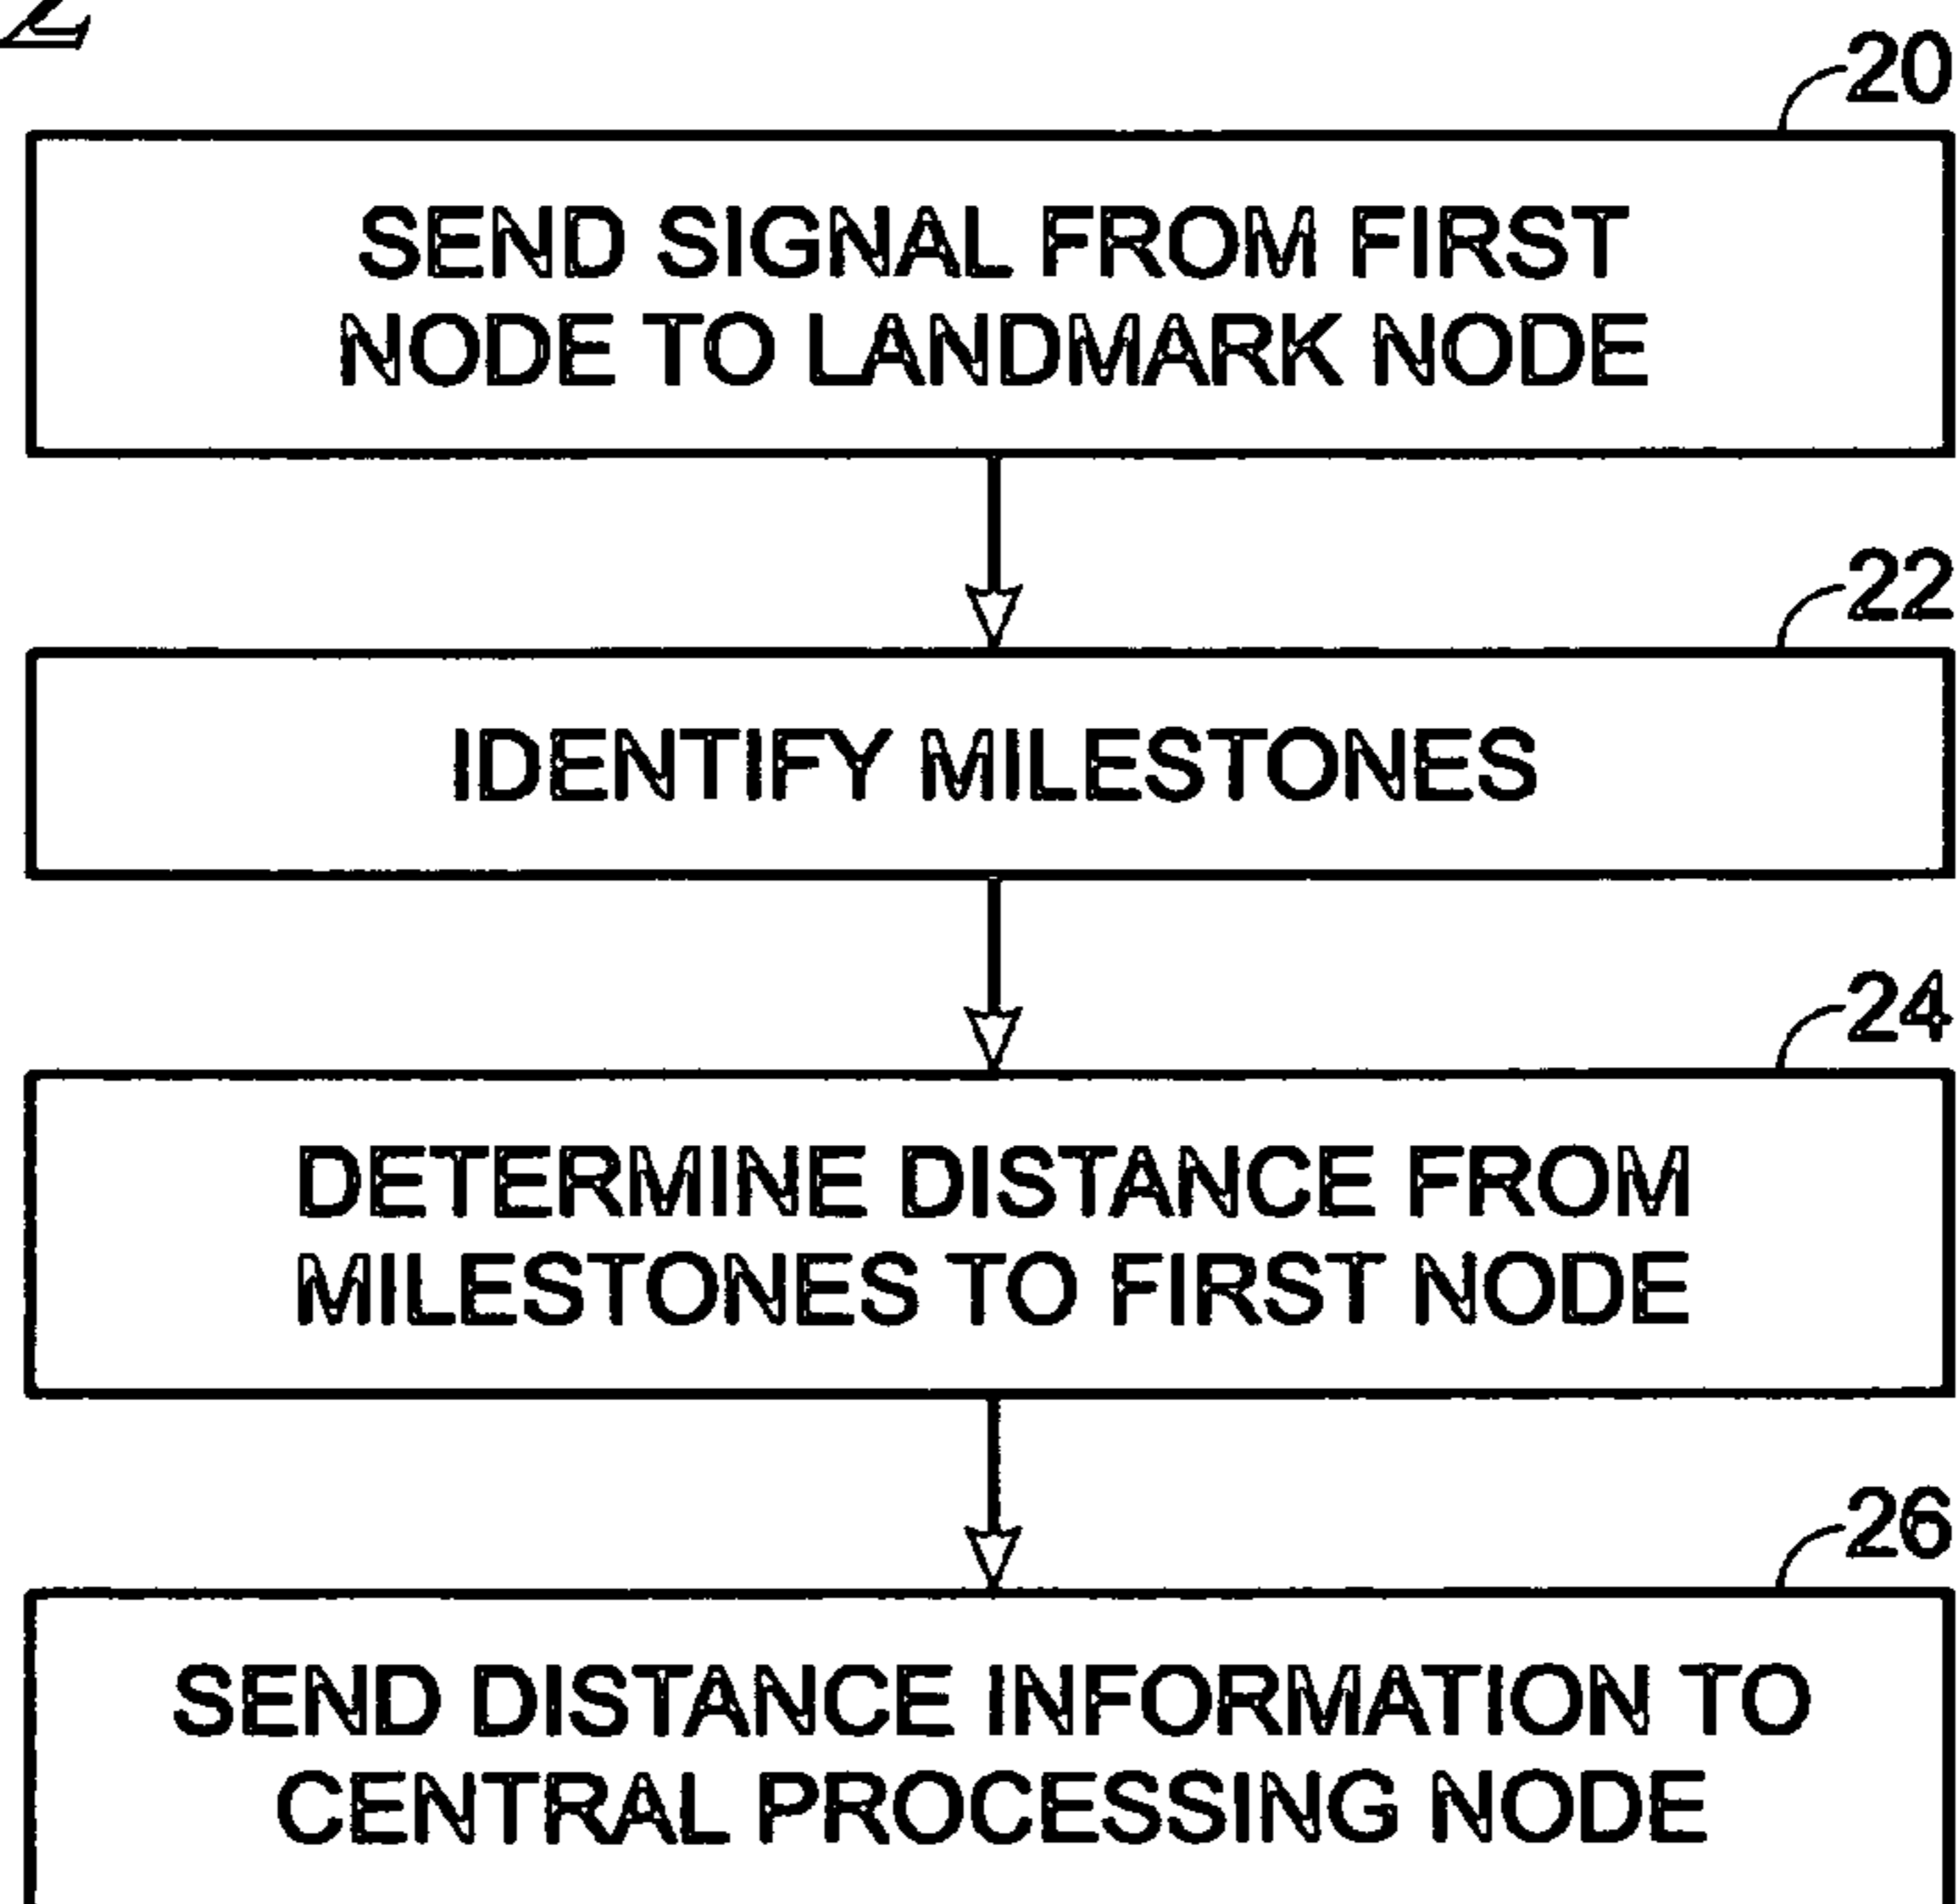 20
SEND SIGNAL FROM FIRST
NODE TO LANDMARK NODE
22
IDENTIFY MILESTONES
24
DETERMINE DISTANCE FROM
MILESTONES TO FIRST NODE
26
SEND DISTANCE INFORMATION TO
CENTRAL PROCESSING NODE